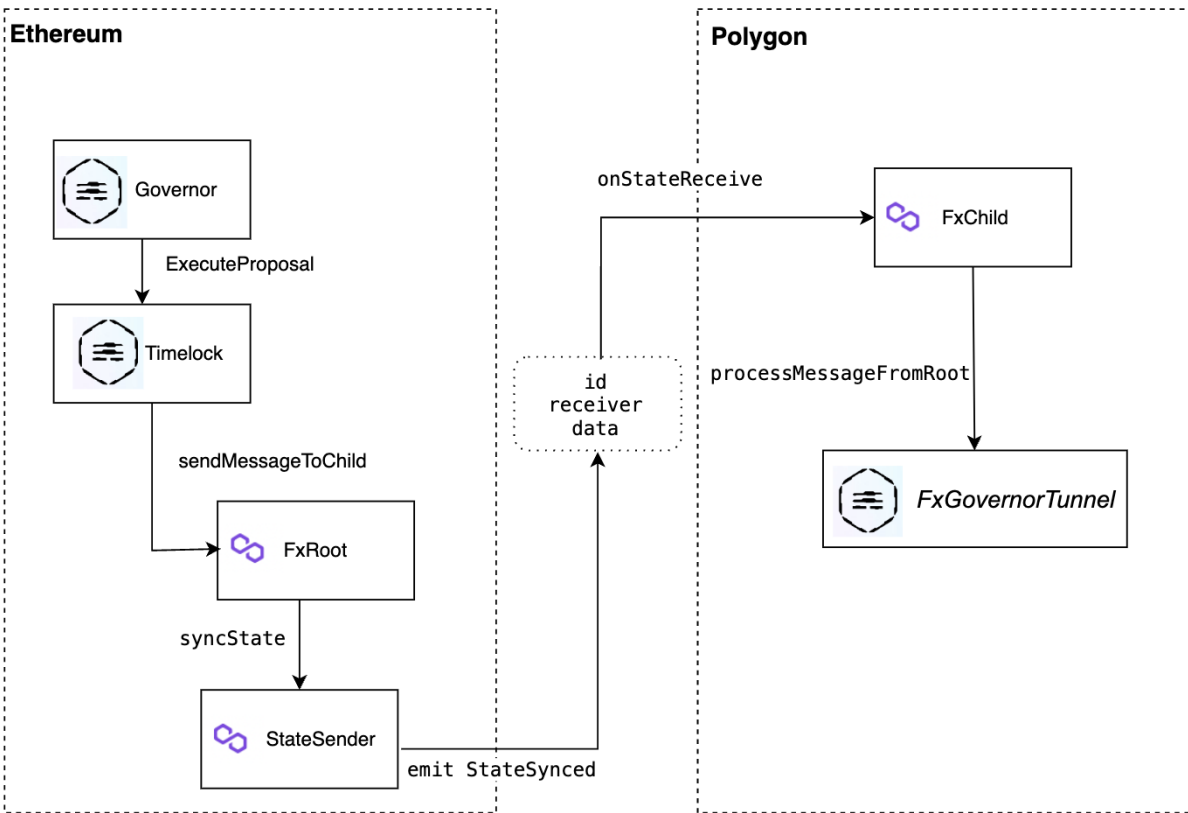 Ethereum
Governor
ExecuteProposal
Timelock
sendMessageToChild
FxRoot
syncState
StateSender
emit StateSynced
id
receiver
data
onStateReceive
Polygon
FxChild
processMessageFromRoot
FxGovernorTunnel